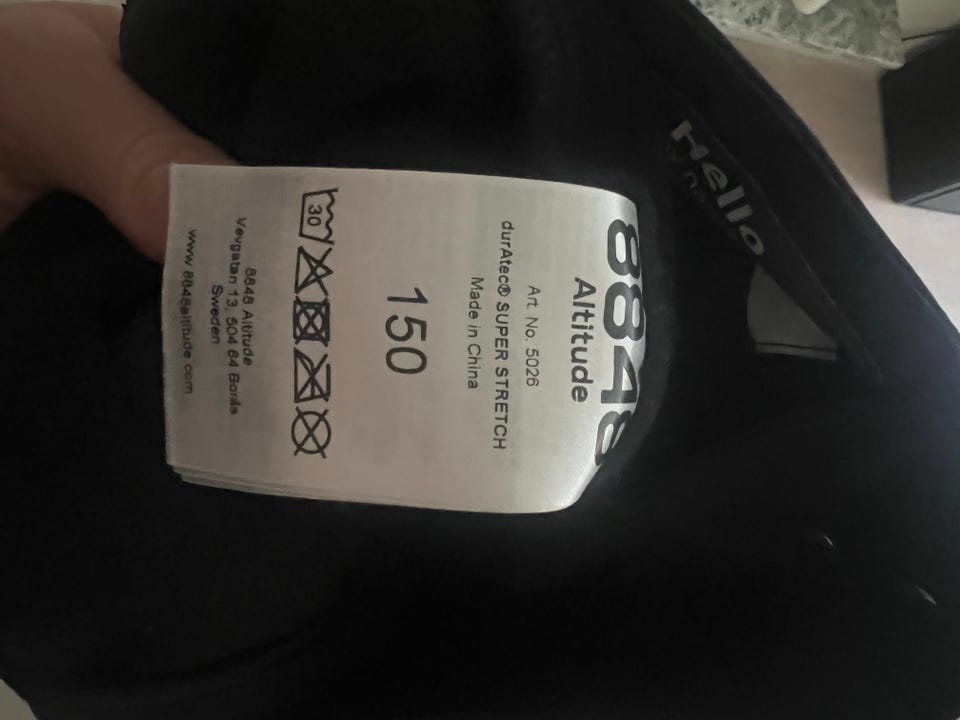 8848
Altitude
Art. No. 5026
durAtec® SUPER STRETCH
Made in China
150
30
8848 Altitude
Vevgatan 13, 504 64 Borås
Sweden
www.8848altitude.com
Hello